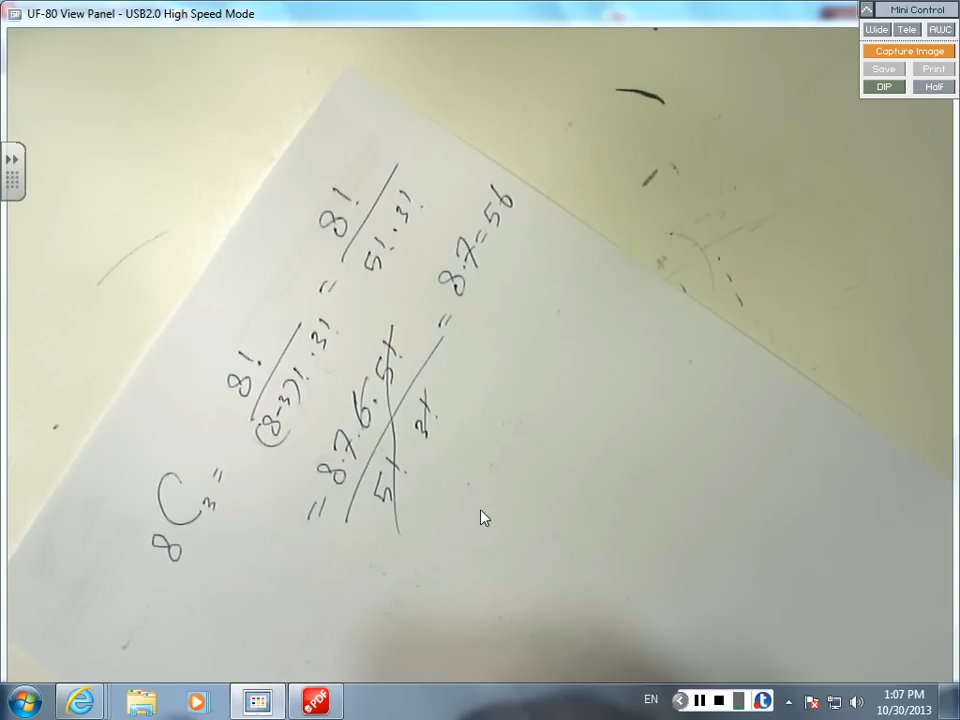 UF-80 View Panel - USB2.0 High Speed Mode
Mini Control
Wide Tele AWC
Capture Image
Save Print
DIP Half
8C3 = 8! / (8-3)! . 3! = 8! / 5! . 3!
= 8.7.6.5! / 5! 3! = 8.7 = 56
PDF
EN
1:07 PM
10/30/2013